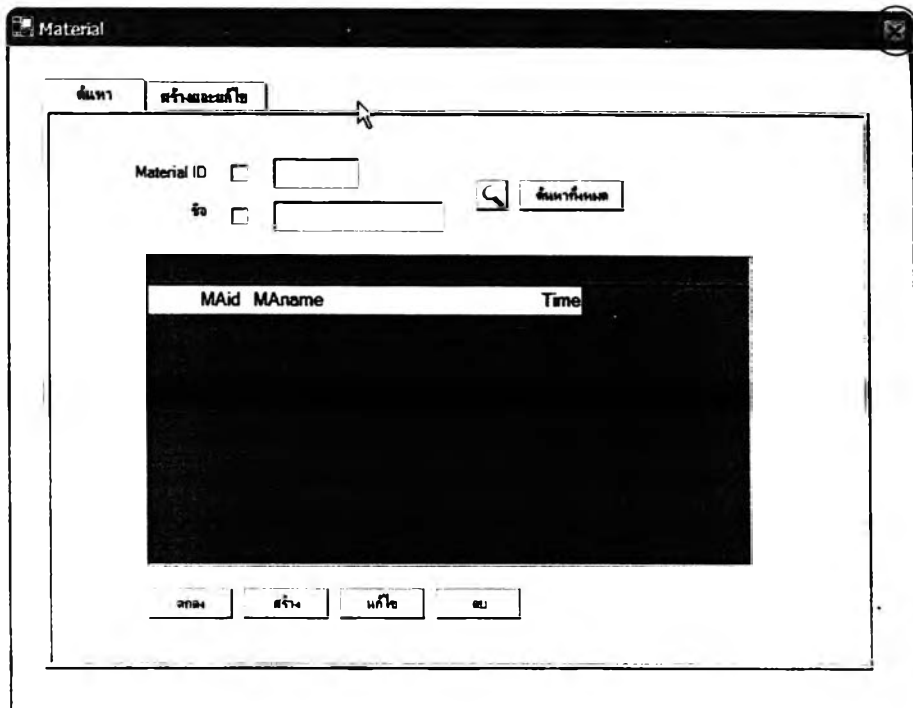 Material
ค้นหา สร้างและแก้ไข
Material ID
ชื่อ
ค้นหาทั้งหมด
MAid MAname Time
ตกลง สร้าง แก้ไข ลบ